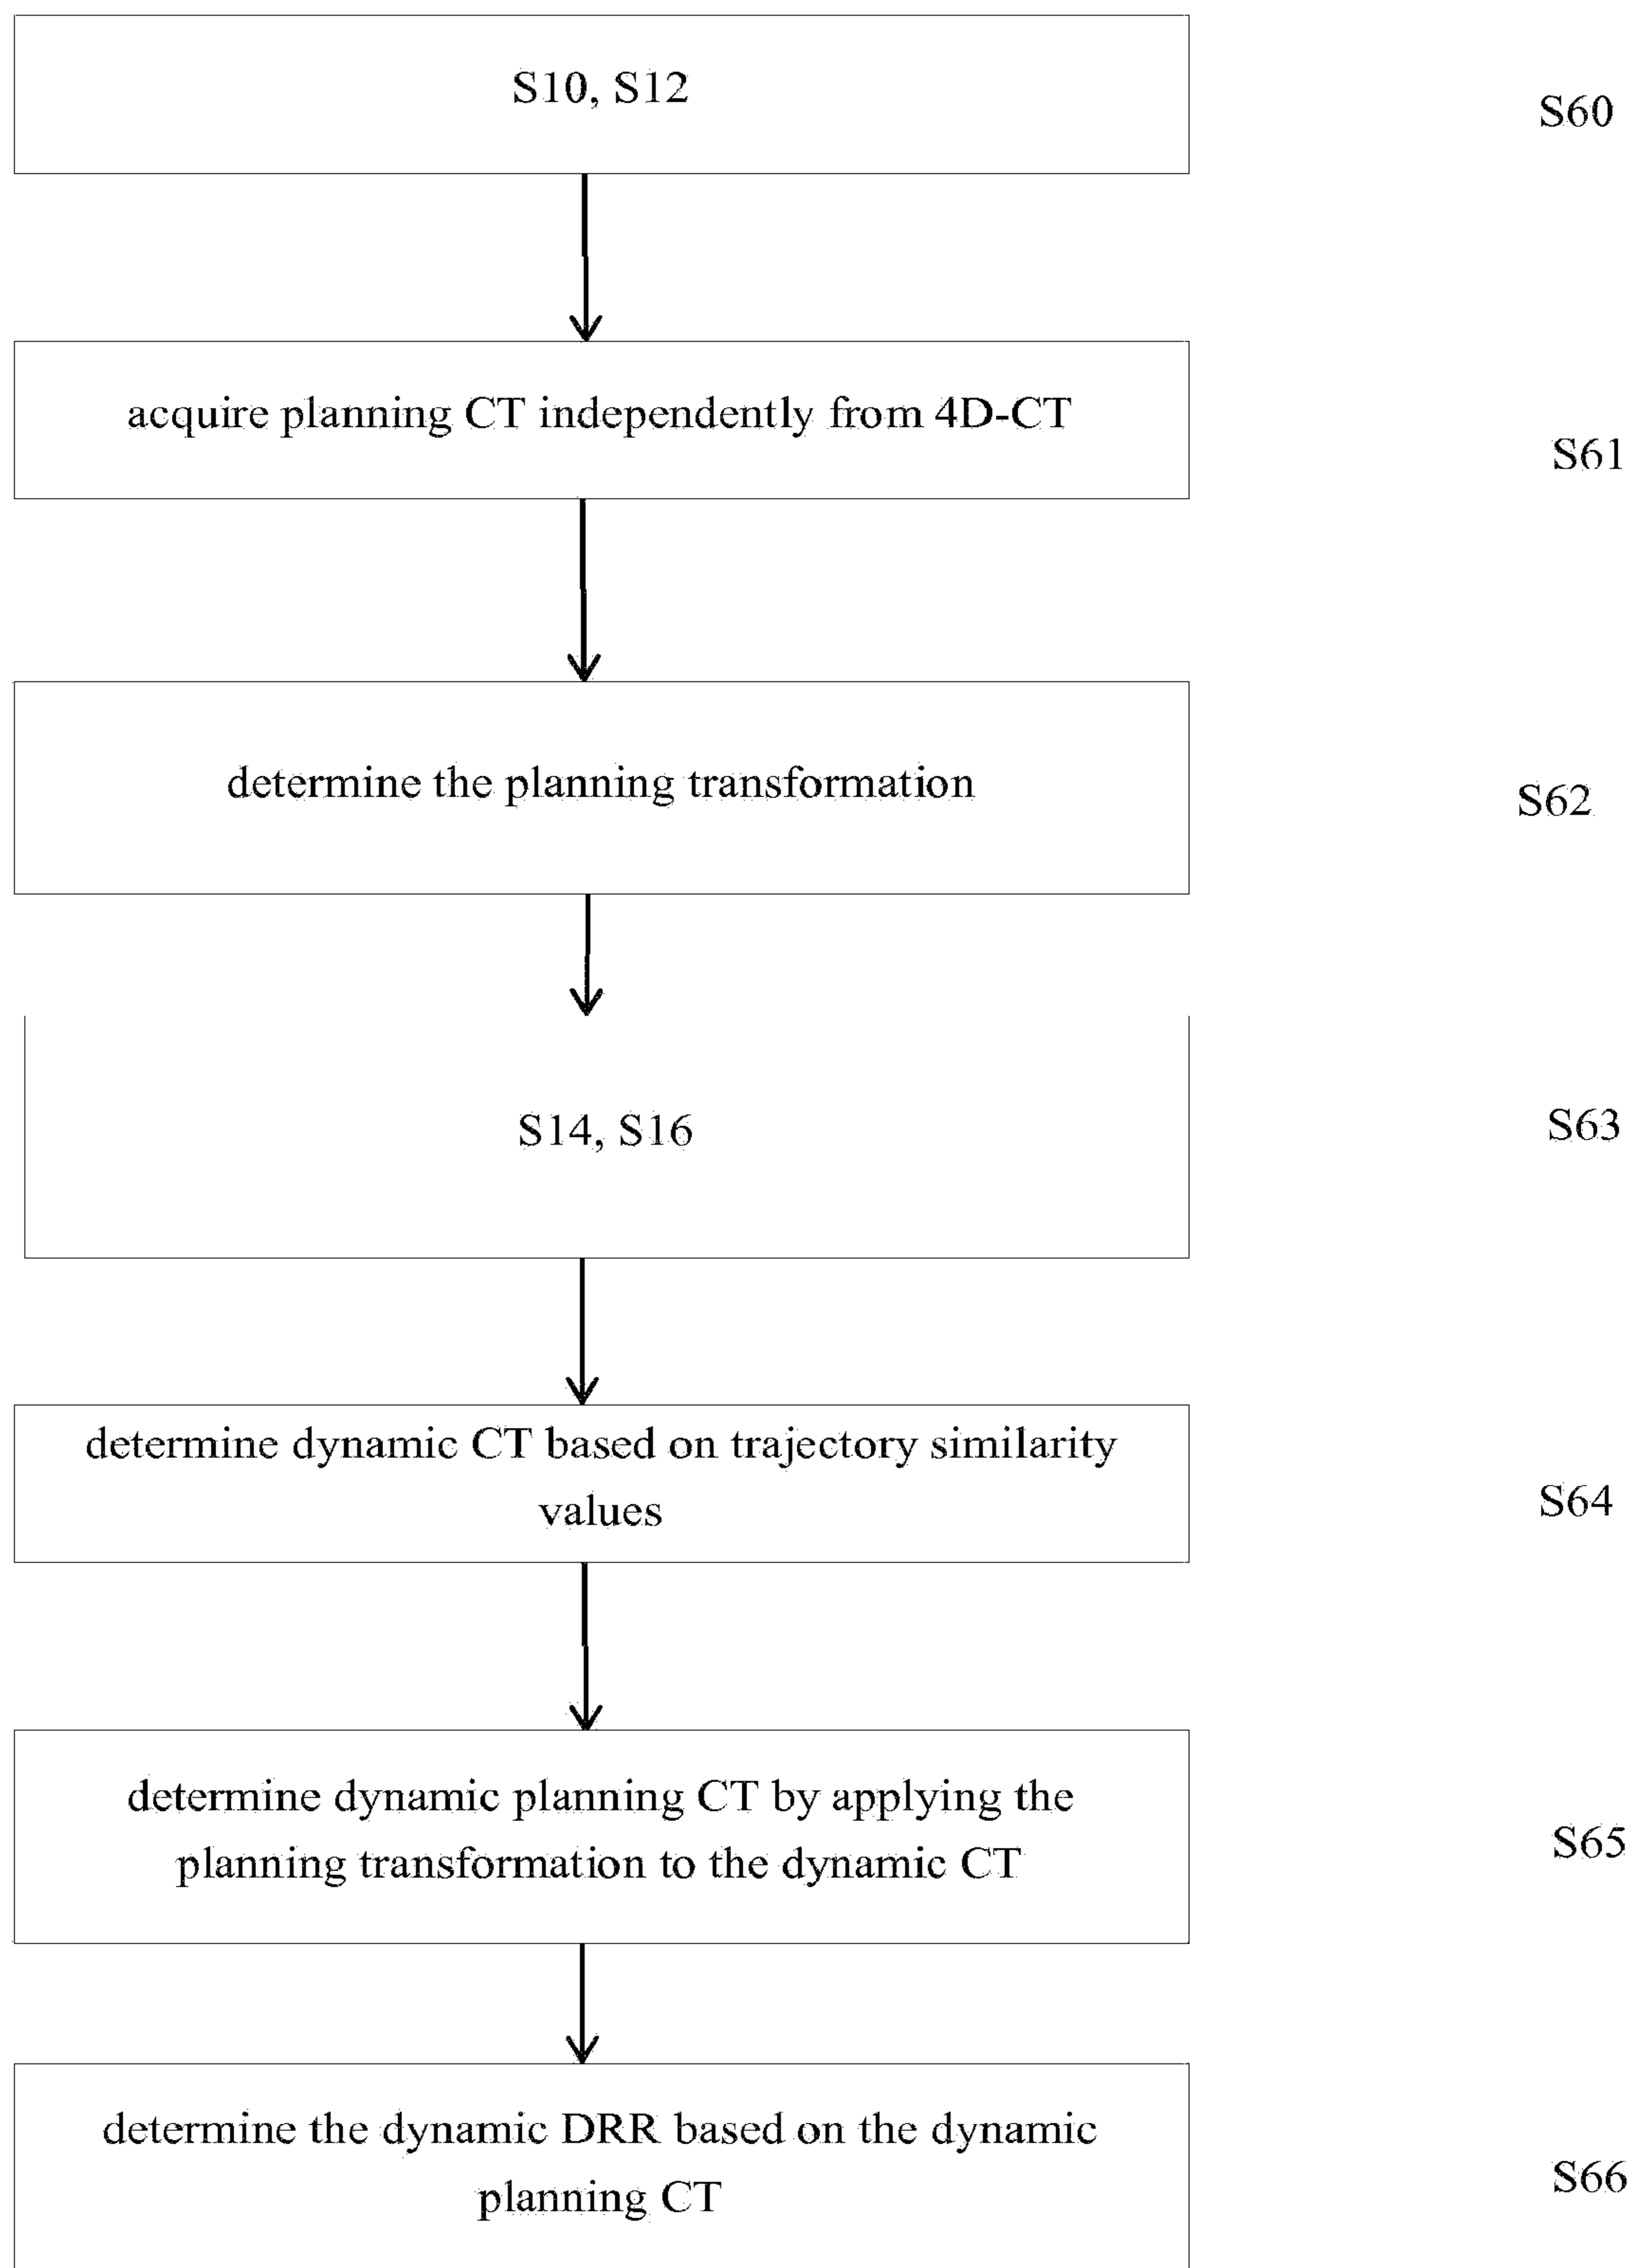 S10, S12
S60
acquire planning CT independently from 4D-CT
S61
determine the planning transformation
S62
S14, S16
S63
determine dynamic CT based on trajectory similarity
values
S64
determine dynamic planning CT by applying the
planning transformation to the dynamic CT
S65
determine the dynamic DRR based on the dynamic
planning CT
S66